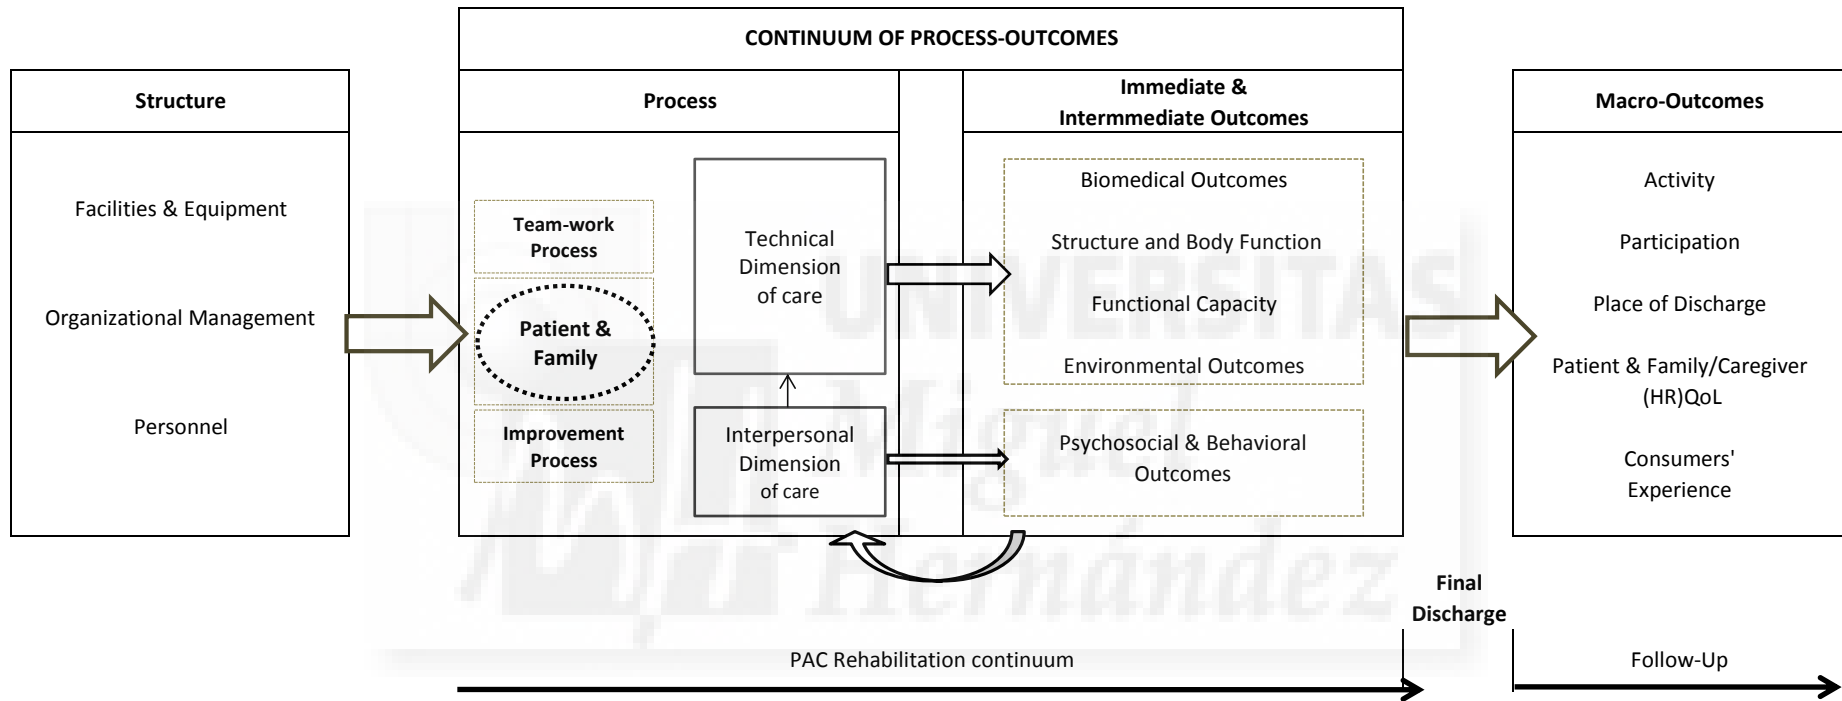 CONTINUUM OF PROCESS-OUTCOMES
Structure
Facilities & Equipment
Organizational Management
Personnel
Process
Team-work
Process
Patient &
Family
Improvement
Process
Technical
Dimension
of care
Interpersonal
Dimension
of care
Immediate &
Intermmediate Outcomes
Biomedical Outcomes
Structure and Body Function
Functional Capacity
Environmental Outcomes
Psychosocial & Behavioral
Outcomes
Macro-Outcomes
Activity
Participation
Place of Discharge
Patient & Family/Caregiver
(HR)QoL
Consumers'
Experience
Final
Discharge
PAC Rehabilitation continuum
Follow-Up
UNIVERSITAS
Miguel
Hernández